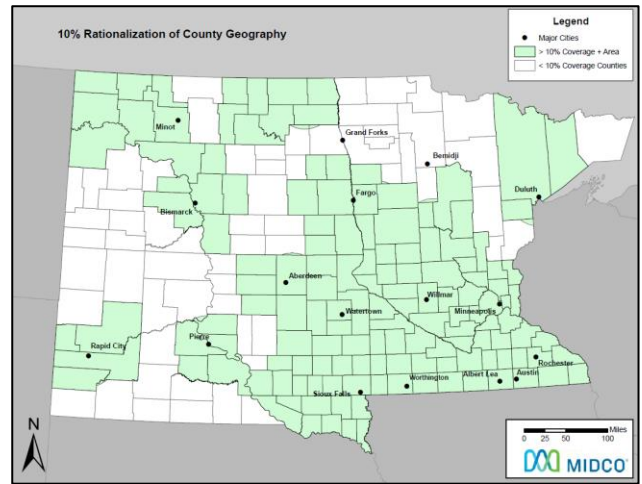 10% Rationalization of County Geography
Legend
Major Cities
> 10% Coverage + Area
< 10% Coverage Counties
Minot
Grand Forks
Bemidji
Duluth
Fargo
Bismarck
Aberdeen
Willmar
Watertown
Minneapolis
Pierre
Rapid City
Rochester
Albert Lea
Austin
Worthington
Sioux Falls
N
Miles
0 25 50 100
MIDCO